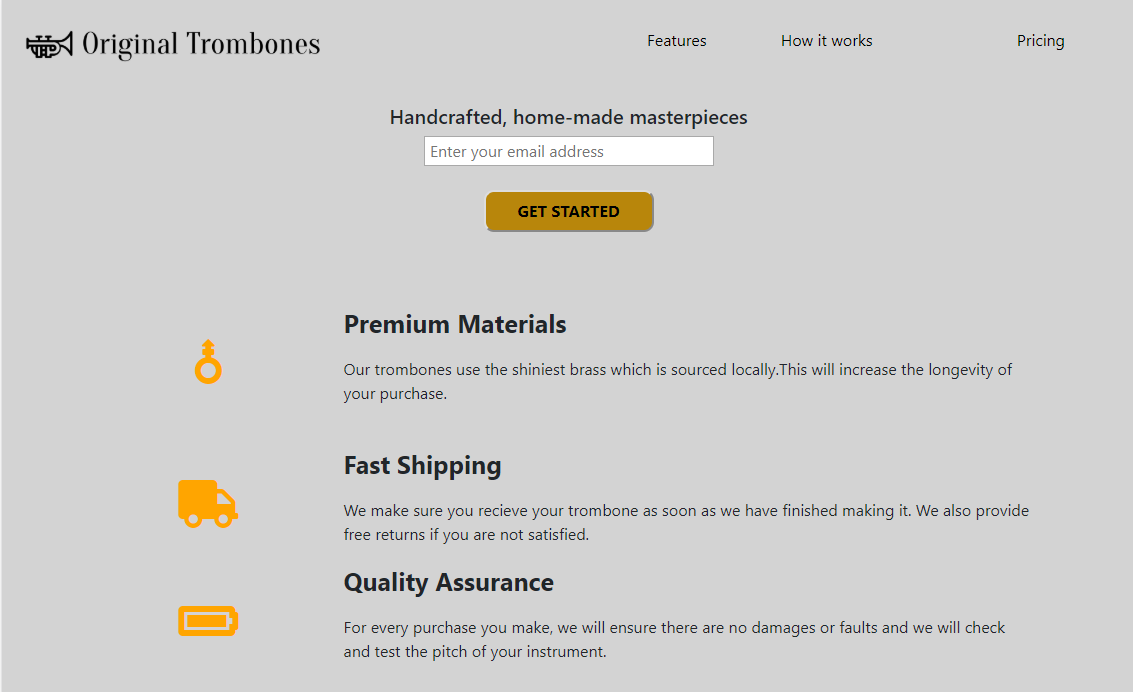 Original Trombones
Features
How it works
Pricing
Handcrafted, home-made masterpieces
Enter your email address
GET STARTED
Premium Materials
Our trombones use the shiniest brass which is sourced locally.This will increase the longevity of
your purchase.
Fast Shipping
We make sure you recieve your trombone as soon as we have finished making it. We also provide
free returns if you are not satisfied.
Quality Assurance
For every purchase you make, we will ensure there are no damages or faults and we will check
and test the pitch of your instrument.